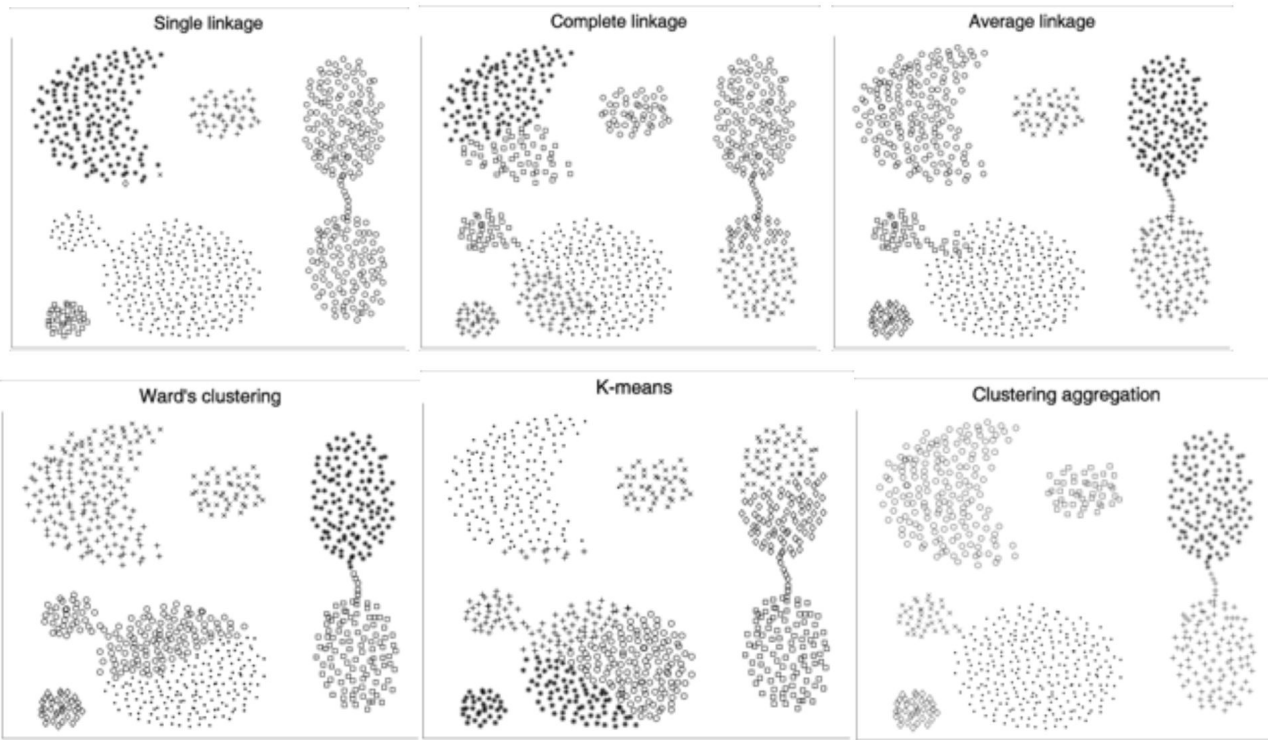 Single linkage
Complete linkage
Average linkage
Ward's clustering
K-means
Clustering aggregation